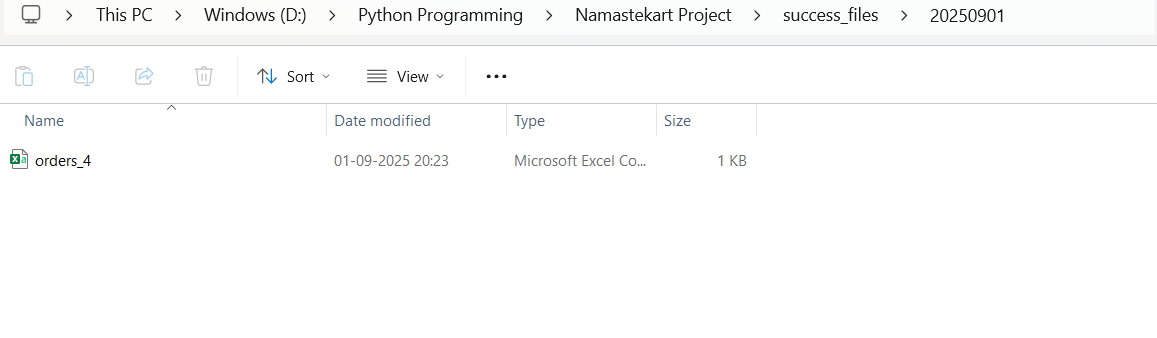 This PC > Windows (D:) > Python Programming > Namastekart Project > success_files > 20250901
Sort View
Name Date modified Type Size
orders_4 01-09-2025 20:23 Microsoft Excel Co... 1 KB